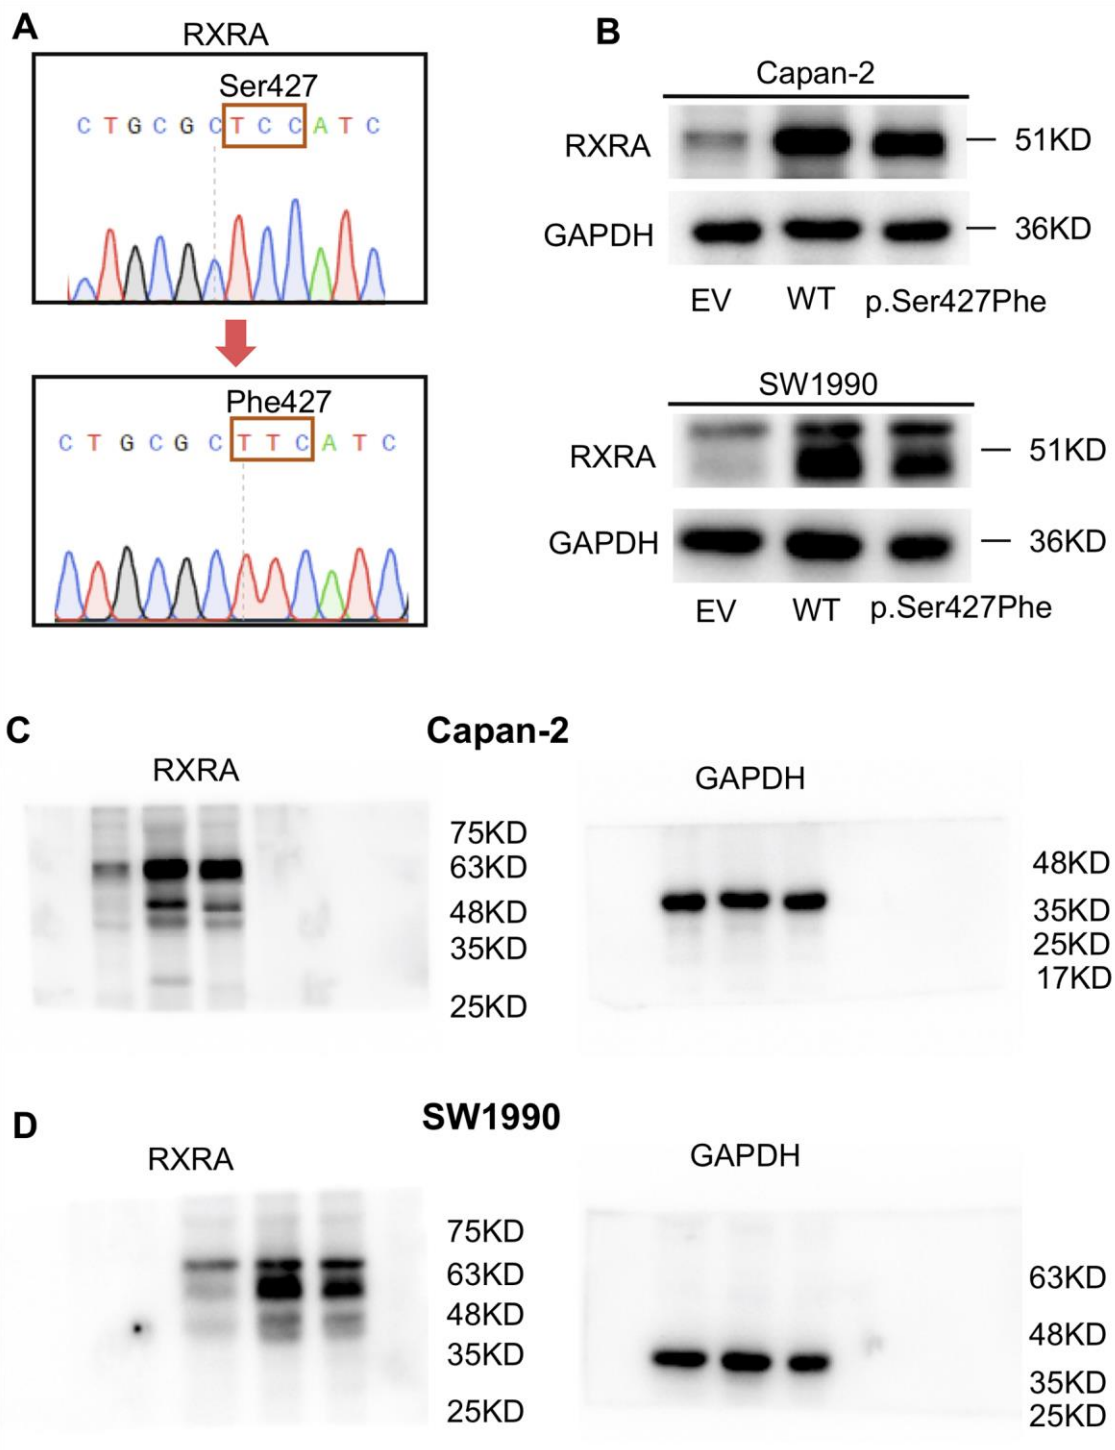 A
RXRA
Ser427
C T G C G C T C C A T C
Phe427
C T G C G C T T C A T C
B
Capan-2
RXRA
51KD
GAPDH
36KD
EV WT p.Ser427Phe
SW1990
RXRA
51KD
GAPDH
36KD
EV WT p.Ser427Phe
C
Capan-2
RXRA
75KD
63KD
48KD
35KD
25KD
GAPDH
48KD
35KD
25KD
17KD
D
SW1990
RXRA
75KD
63KD
48KD
35KD
25KD
GAPDH
63KD
48KD
35KD
25KD